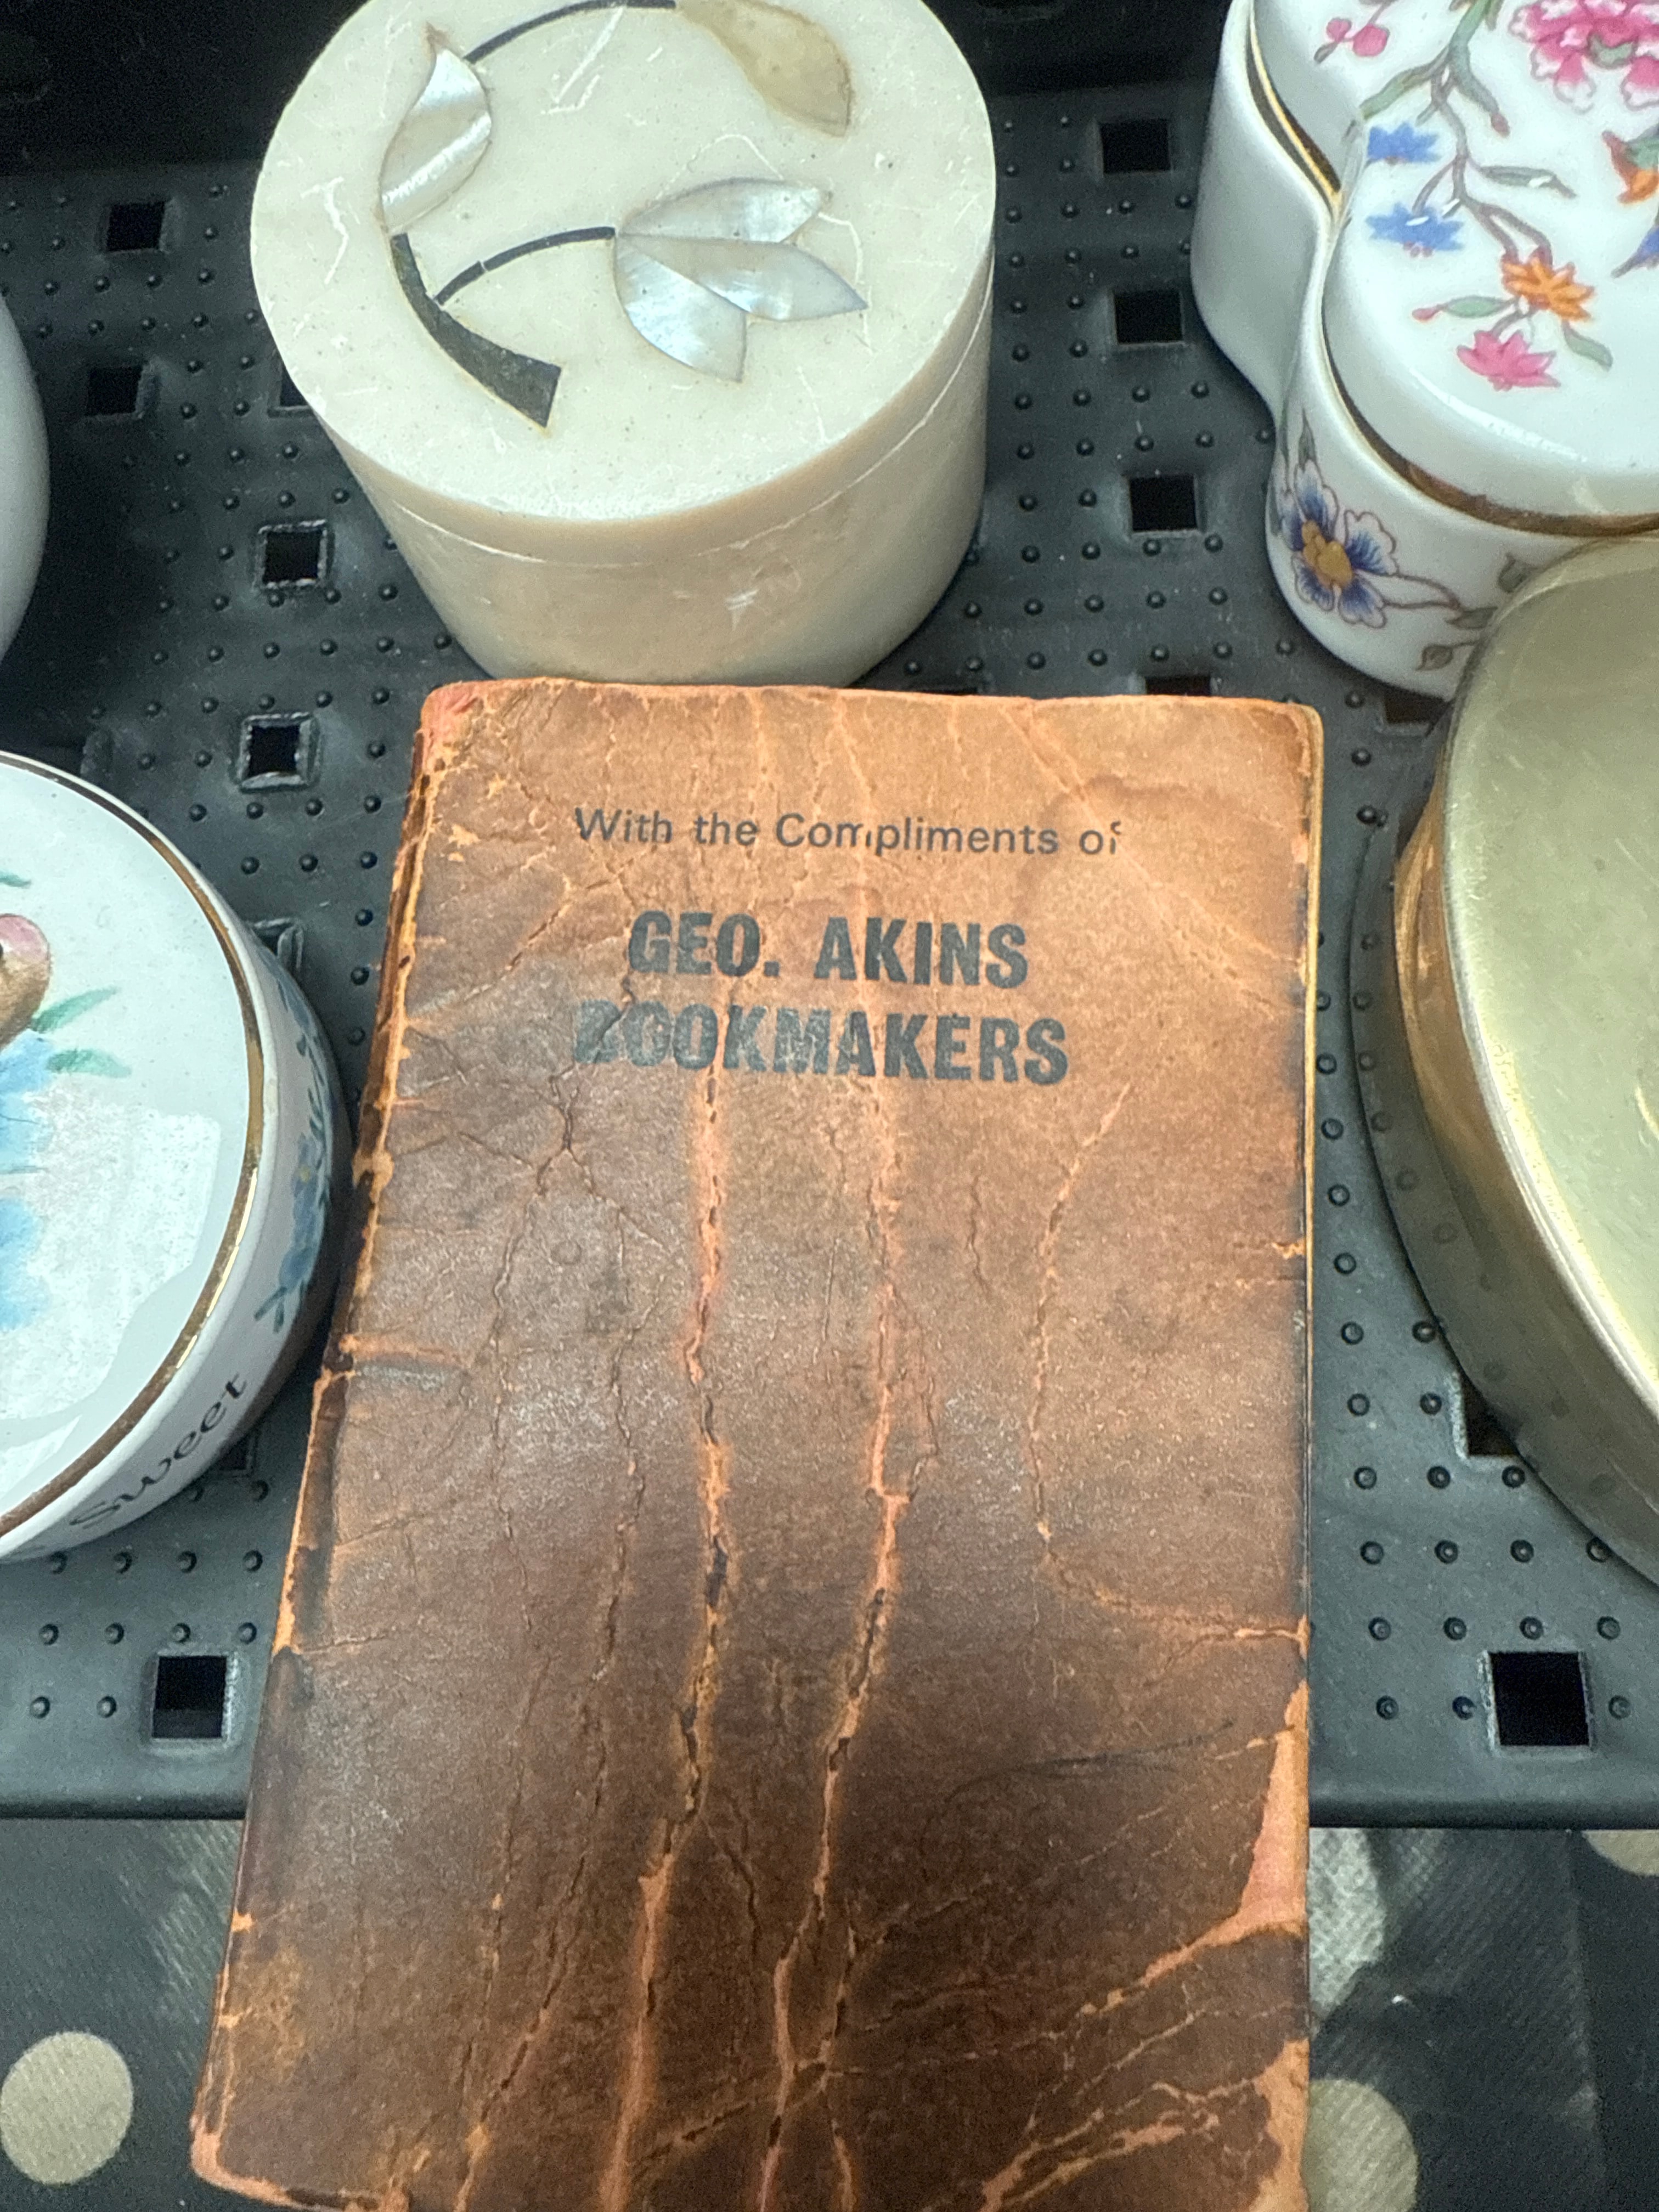 With the Compliments of
GEO. AKINS
BOOKMAKERS
Sweet